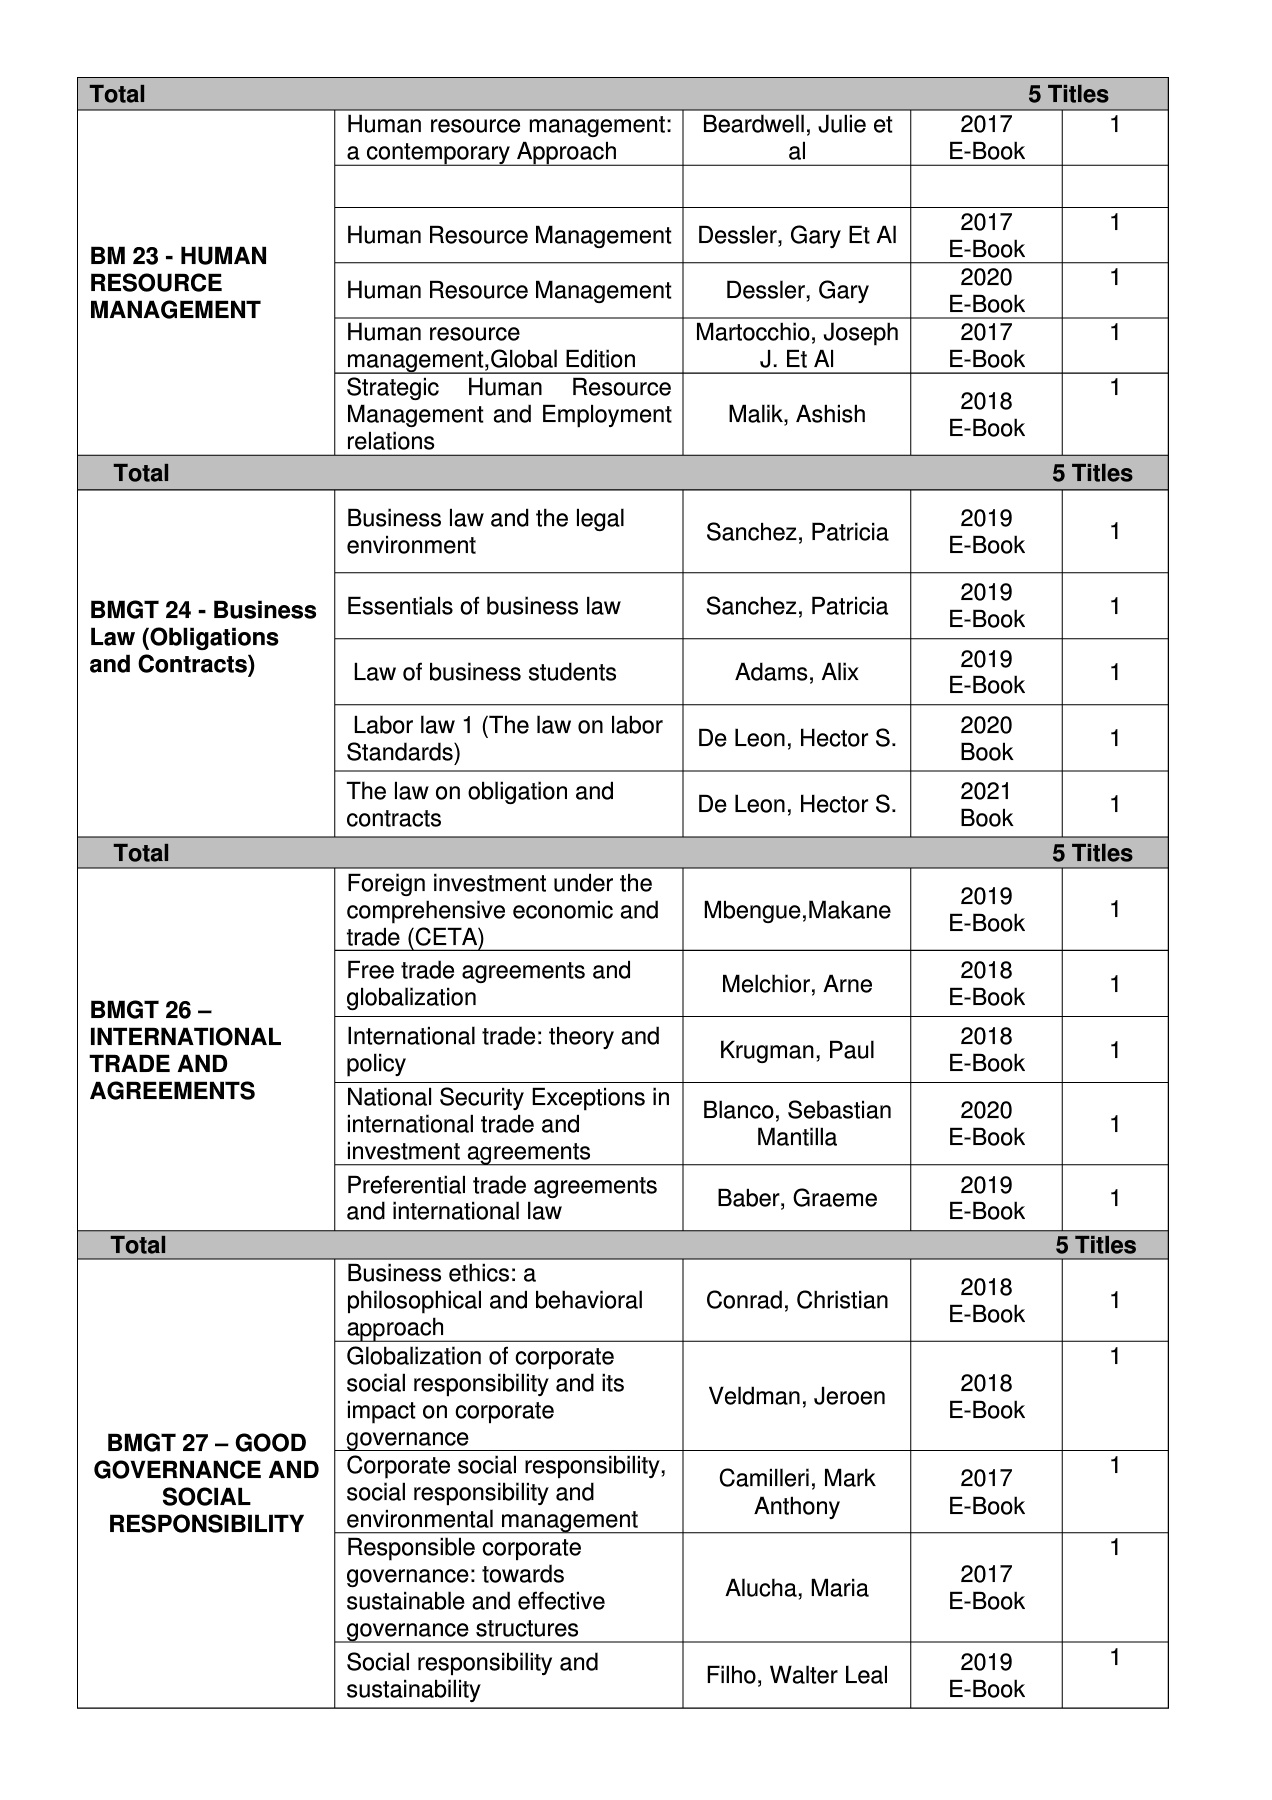 Total 5 Titles
Human resource management: Beardwell, Julie et 2017 1
a contemporary Approach al E-Book
BM 23 - HUMAN
RESOURCE
MANAGEMENT
Human Resource Management Dessler, Gary Et Al 2017 1
E-Book
Human Resource Management Dessler, Gary 2020 1
E-Book
Human resource Martocchio, Joseph 2017 1
management,Global Edition J. Et Al E-Book
Strategic Human Resource 1
Management and Employment Malik, Ashish 2018
relations E-Book
Total 5 Titles
BMGT 24 - Business
Law (Obligations
and Contracts)
Business law and the legal Sanchez, Patricia 2019 1
environment E-Book
Essentials of business law Sanchez, Patricia 2019 1
E-Book
Law of business students Adams, Alix 2019 1
E-Book
Labor law 1 (The law on labor De Leon, Hector S. 2020 1
Standards) Book
The law on obligation and De Leon, Hector S. 2021 1
contracts Book
Total 5 Titles
BMGT 26 –
INTERNATIONAL
TRADE AND
AGREEMENTS
Foreign investment under the 2019
comprehensive economic and Mbengue,Makane E-Book 1
trade (CETA)
Free trade agreements and Melchior, Arne 2018 1
globalization E-Book
International trade: theory and Krugman, Paul 2018 1
policy E-Book
National Security Exceptions in Blanco, Sebastian 2020 1
international trade and Mantilla E-Book
investment agreements
Preferential trade agreements Baber, Graeme 2019 1
and international law E-Book
Total 5 Titles
BMGT 27 – GOOD
GOVERNANCE AND
SOCIAL
RESPONSIBILITY
Business ethics: a 2018
philosophical and behavioral Conrad, Christian E-Book 1
approach
Globalization of corporate 1
social responsibility and its Veldman, Jeroen 2018
impact on corporate E-Book
governance
Corporate social responsibility, Camilleri, Mark 2017 1
social responsibility and Anthony E-Book
environmental management
Responsible corporate 1
governance: towards Alucha, Maria 2017
sustainable and effective E-Book
governance structures
Social responsibility and Filho, Walter Leal 2019 1
sustainability E-Book